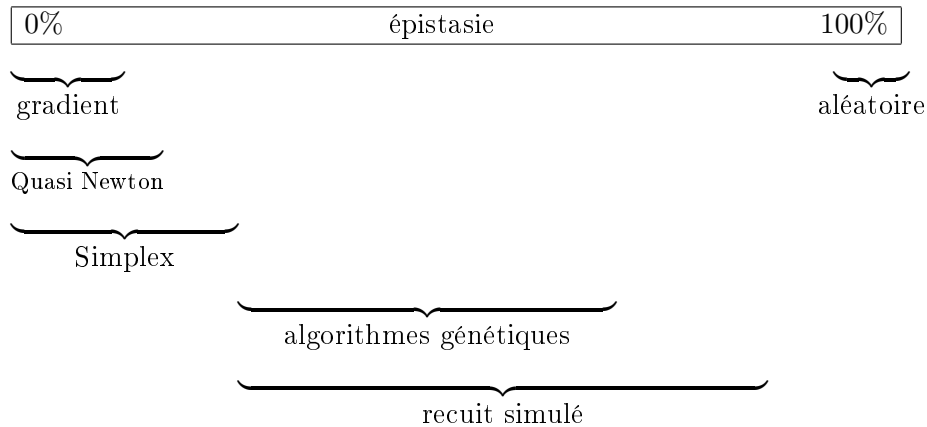 0% épistasie 100%
gradient aléatoire
Quasi Newton
Simplex
algorithmes génétiques
recuit simulé